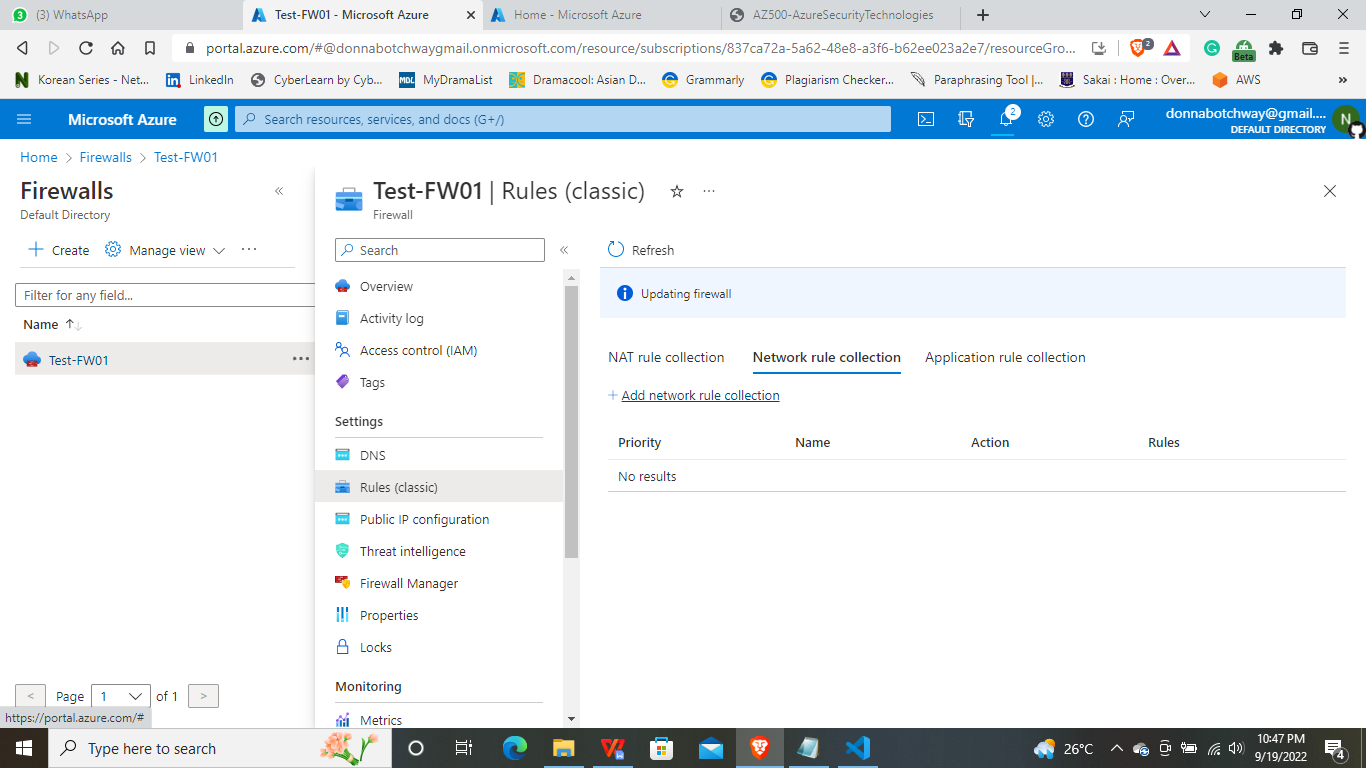 (3) WhatsApp
Test-FW01 - Microsoft Azure
Home - Microsoft Azure
AZ500-AzureSecurityTechnologies
portal.azure.com/#@donnabotchwaygmail.onmicrosoft.com/resource/subscriptions/837ca72a-5a62-48e8-a3f6-b62ee023a2e7/resourceGro...
2
Beta
Korean Series - Net...
LinkedIn
CyberLearn by Cyb...
MDL MyDramaList
Dramacool: Asian D...
Grammarly
Plagiarism Checker...
Paraphrasing Tool |...
Sakai : Home : Over...
AWS
»
Microsoft Azure
Search resources, services, and docs (G+/)
2
donnabotchway@gmail....
DEFAULT DIRECTORY
N
Home > Firewalls > Test-FW01
Firewalls
Default Directory
+ Create
Manage view
Filter for any field...
Name
Test-FW01
< Page 1 of 1 >
https://portal.azure.com/#
Test-FW01 | Rules (classic)
Firewall
Search
Overview
Activity log
Access control (IAM)
Tags
Settings
DNS
Rules (classic)
Public IP configuration
Threat intelligence
Firewall Manager
Properties
Locks
Monitoring
Metrics
Refresh
Updating firewall
NAT rule collection
Network rule collection
Application rule collection
+ Add network rule collection
Priority Name Action Rules
No results
Type here to search
26°C
10:47 PM
9/19/2022
4